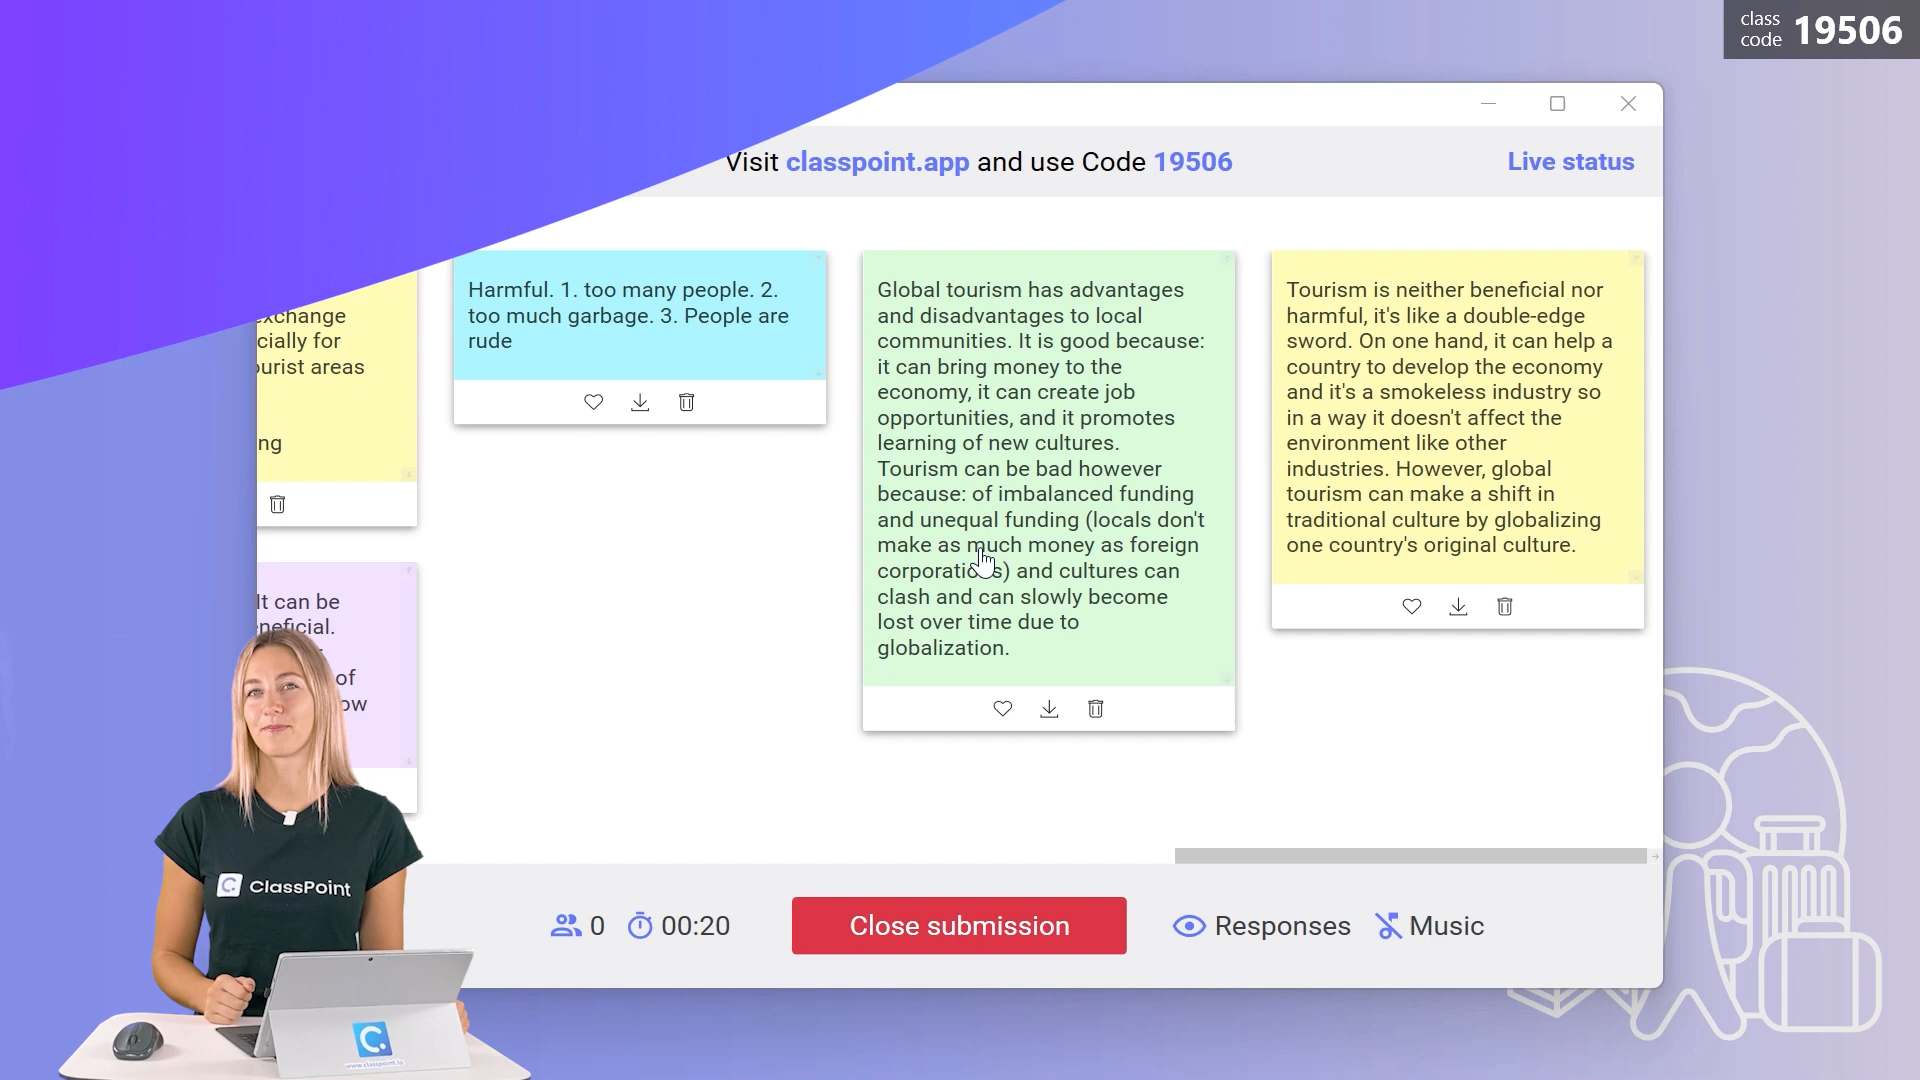 class
code 19506
Visit classpoint.app and use Code 19506
Live status
change
cially for
urist areas
ng
It can be
neficial.
of
ow
Harmful. 1. too many people. 2.
too much garbage. 3. People are
rude
Global tourism has advantages
and disadvantages to local
communities. It is good because:
it can bring money to the
economy, it can create job
opportunities, and it promotes
learning of new cultures.
Tourism can be bad however
because: of imbalanced funding
and unequal funding (locals don't
make as much money as foreign
corporations) and cultures can
clash and can slowly become
lost over time due to
globalization.
Tourism is neither beneficial nor
harmful, it's like a double-edge
sword. On one hand, it can help a
country to develop the economy
and it's a smokeless industry so
in a way it doesn't affect the
environment like other
industries. However, global
tourism can make a shift in
traditional culture by globalizing
one country's original culture.
0
00:20
Close submission
Responses
Music
ClassPoint
www.classpoint.io